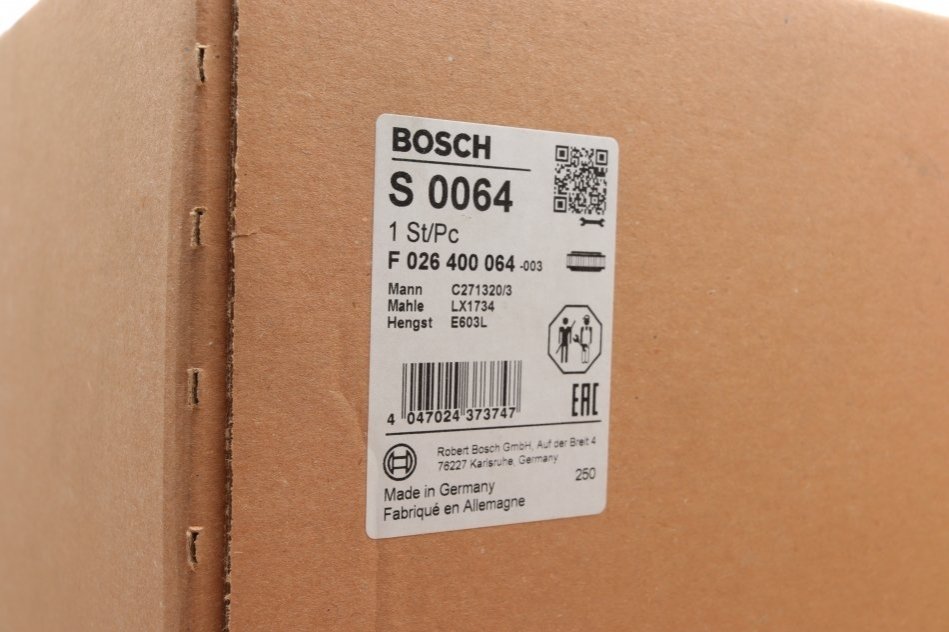 BOSCH
S 0064
1 St/Pc
F 026 400 064 -003
Mann C271320/3
Mahle LX1734
Hengst E603L
4 047024 373747
EAC
Robert Bosch GmbH, Auf der Breit 4
76227 Karlsruhe, Germany
250
Made in Germany
Fabriqué en Allemagne